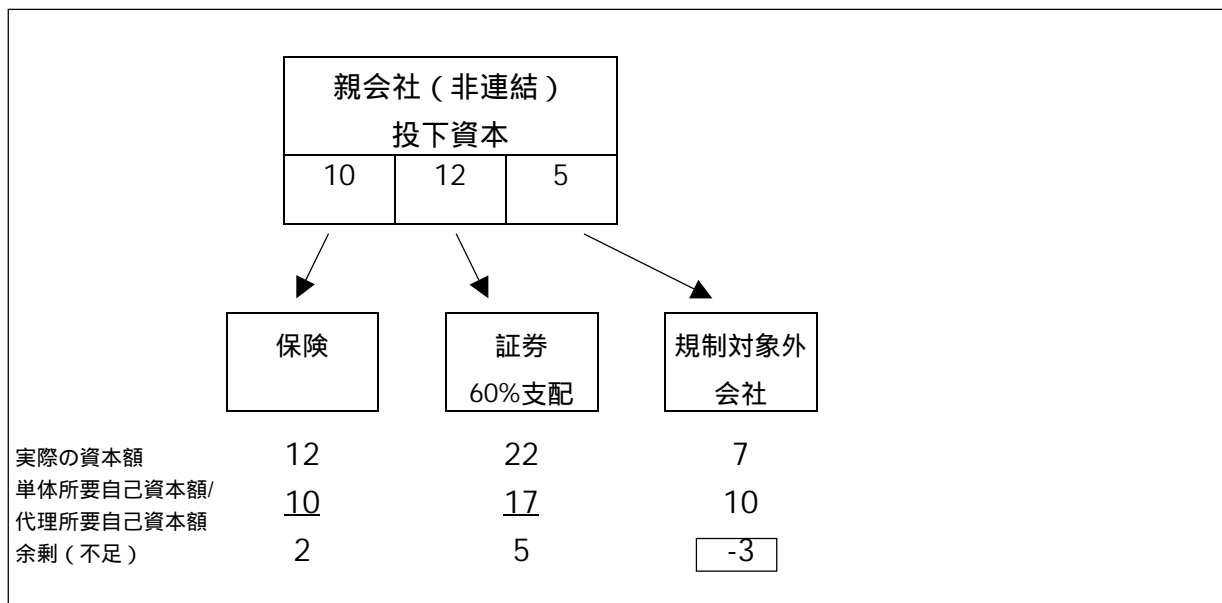 親会社（非連結）
投下資本
10 12 5
保険 証券 規制対象外
60%支配 会社
実際の資本額 12 22 7
単体所要自己資本額/
10 17 10
代理所要自己資本額
余剰（不足） 2 5 -3